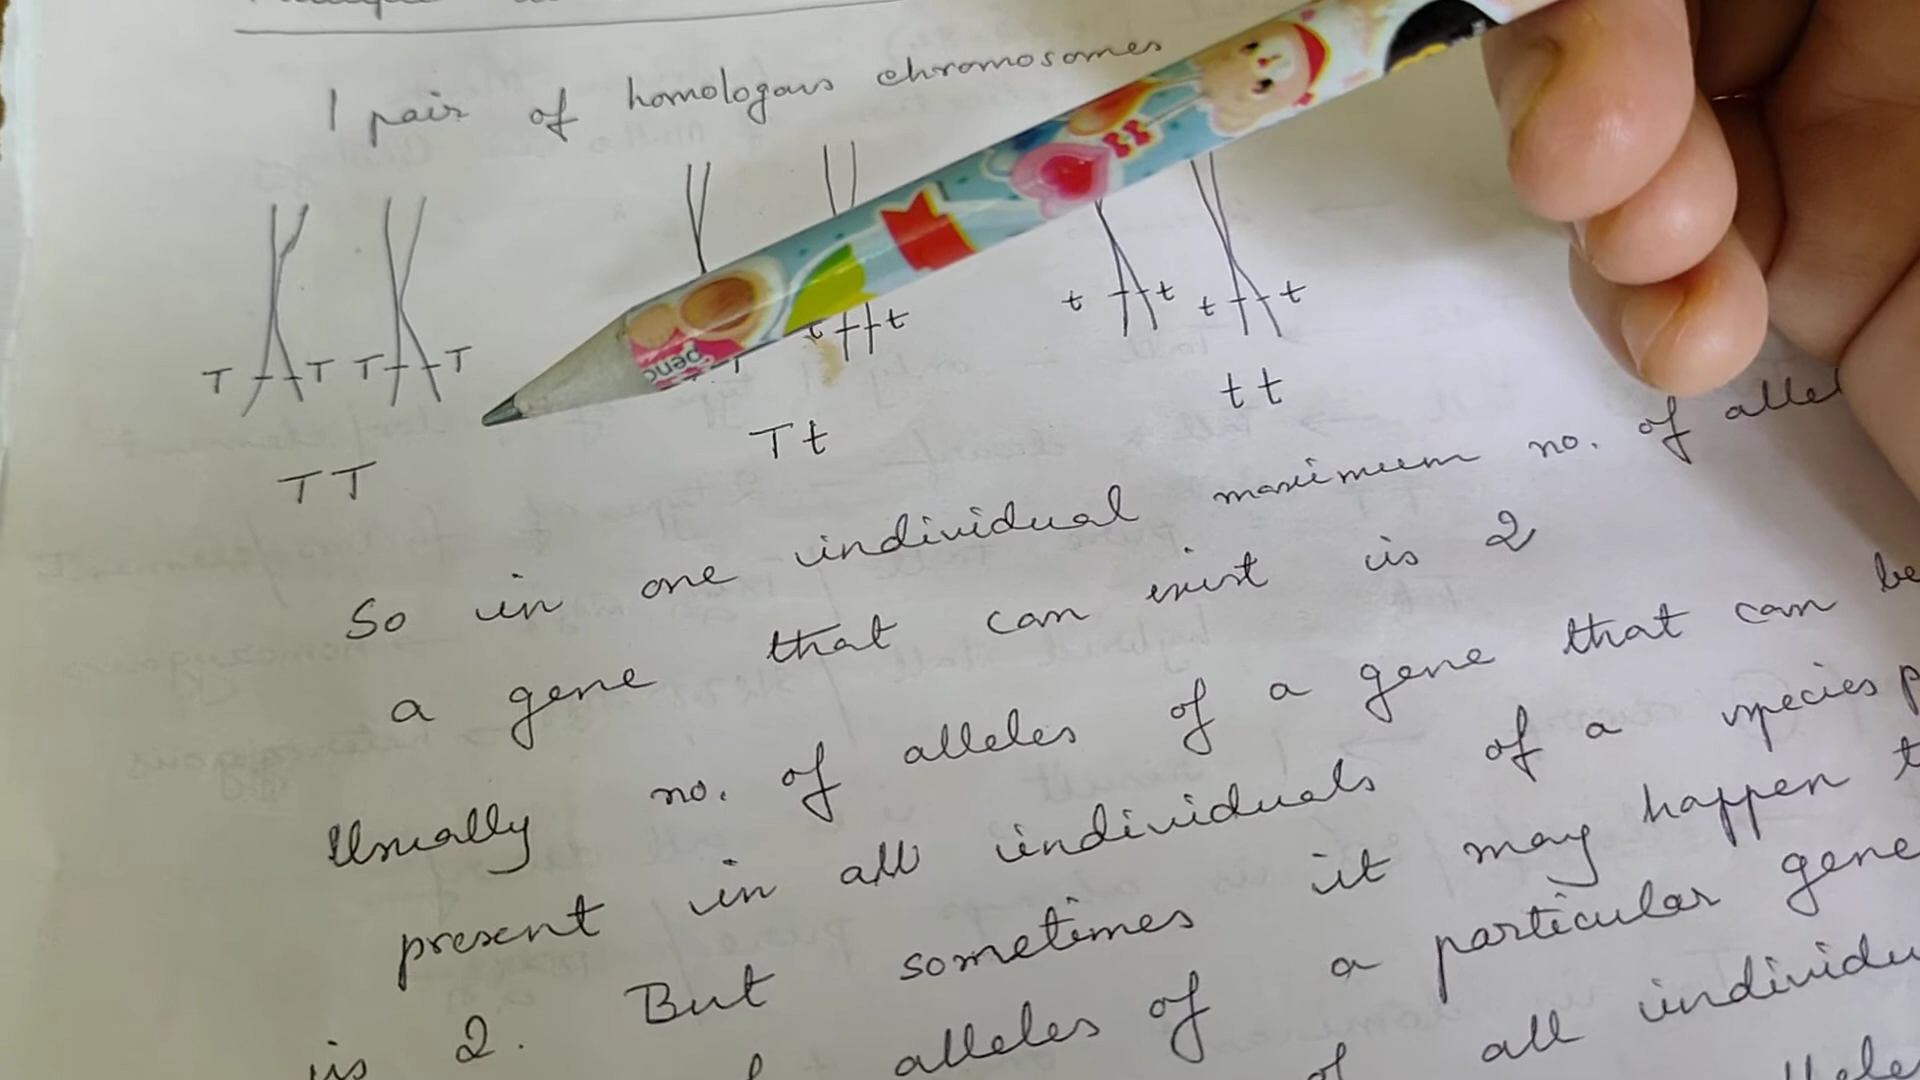 1 pair of homologous chromosomes
T T T T t t t t t t
TT Tt tt
So in one individual maximum no. of
a gene that can exist is 2
Usually no. of alleles of a gene that can be
present in all individuals of a species
is 2. But sometimes it may happen
alleles of a particular gene
of all
penc